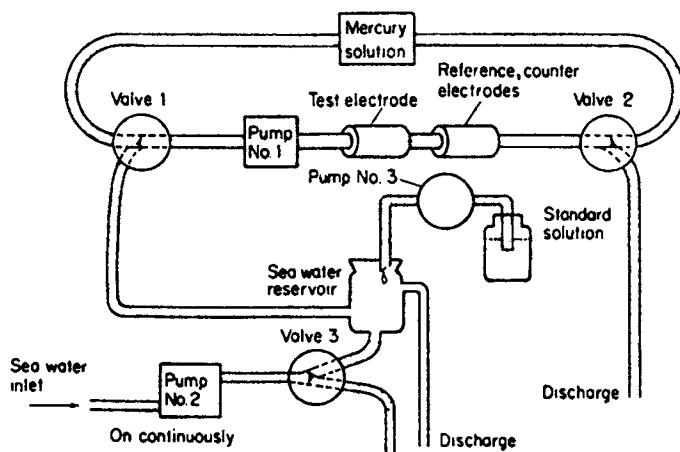 Mercury
solution
Reference, counter
electrodes
Valve 1
Test electrode
Valve 2
Pump
No. 1
Pump No. 3
Standard
solution
Sea water
reservoir
Valve 3
Sea water
inlet
Pump
No. 2
On continuously
Discharge
Discharge